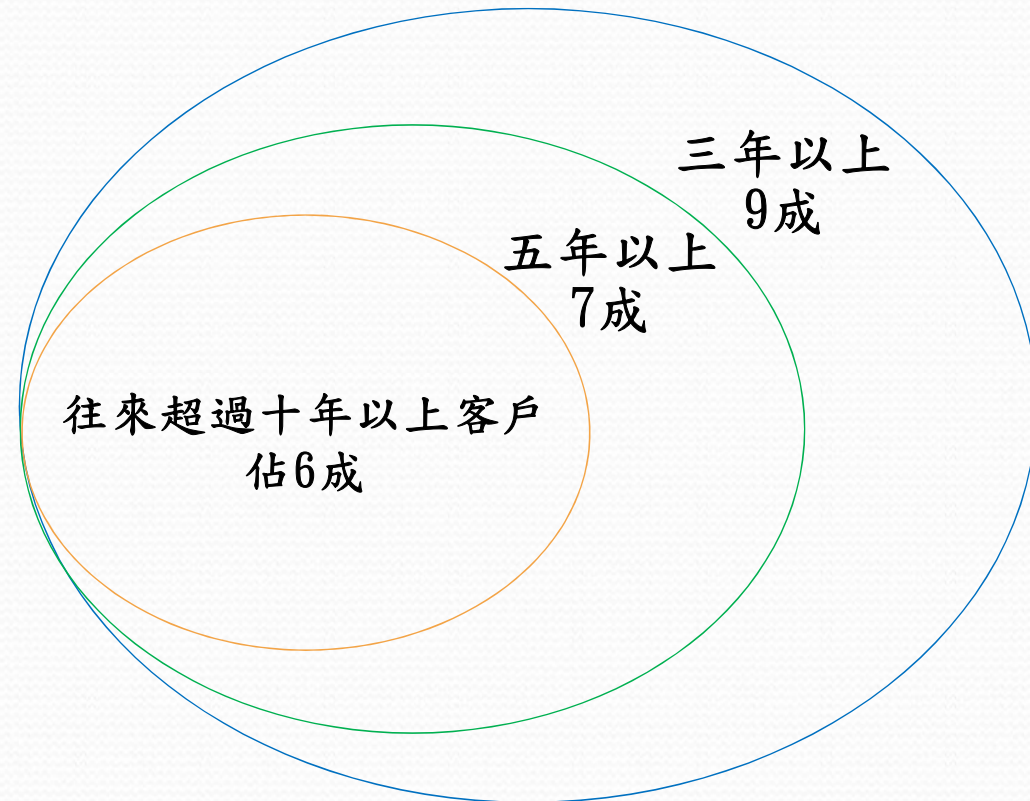 三年以上
9成
五年以上
7成
往來超過十年以上客戶
佔6成